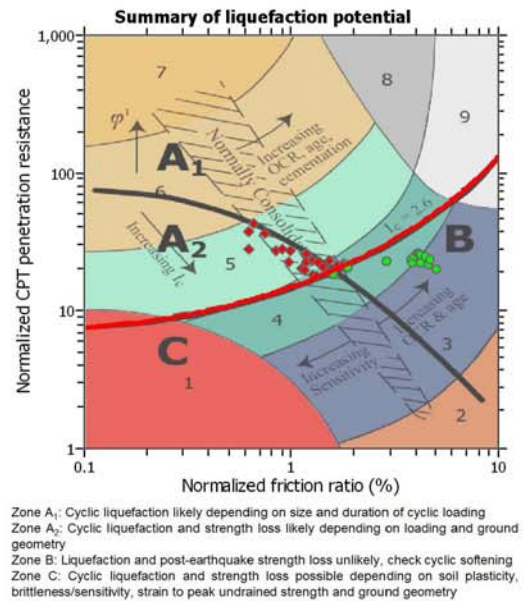 Summary of liquefaction potential
Normalized CPT penetration resistance
1,000
100
10
1
0.1
1
10
Normalized friction ratio (%)
7
8
9
φ'
A1
6
Normally Consolidated
Increasing
OCR, age,
cementation
A2
Increasing Ic
5
Ic = 2.6
B
4
C
1
Increasing
Sensitivity
Increasing
OCR & age
3
2
Zone A1: Cyclic liquefaction likely depending on size and duration of cyclic loading
Zone A2: Cyclic liquefaction and strength loss likely depending on loading and ground
geometry
Zone B: Liquefaction and post-earthquake strength loss unlikely, check cyclic softening
Zone C: Cyclic liquefaction and strength loss possible depending on soil plasticity,
brittleness/sensitivity, strain to peak undrained strength and ground geometry